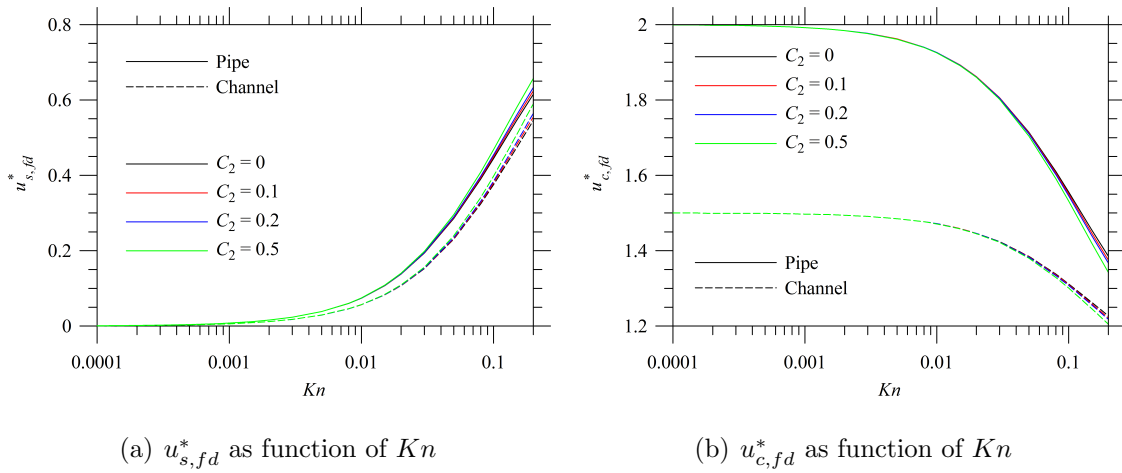 0.8
0.6
0.4
0.2
0
u*s,fd
Pipe
Channel
C2 = 0
C2 = 0.1
C2 = 0.2
C2 = 0.5
0.0001
0.001
0.01
0.1
Kn
2
1.8
1.6
1.4
1.2
u*c,fd
C2 = 0
C2 = 0.1
C2 = 0.2
C2 = 0.5
Pipe
Channel
0.0001
0.001
0.01
0.1
Kn
(a) u*s,fd as function of Kn
(b) u*c,fd as function of Kn